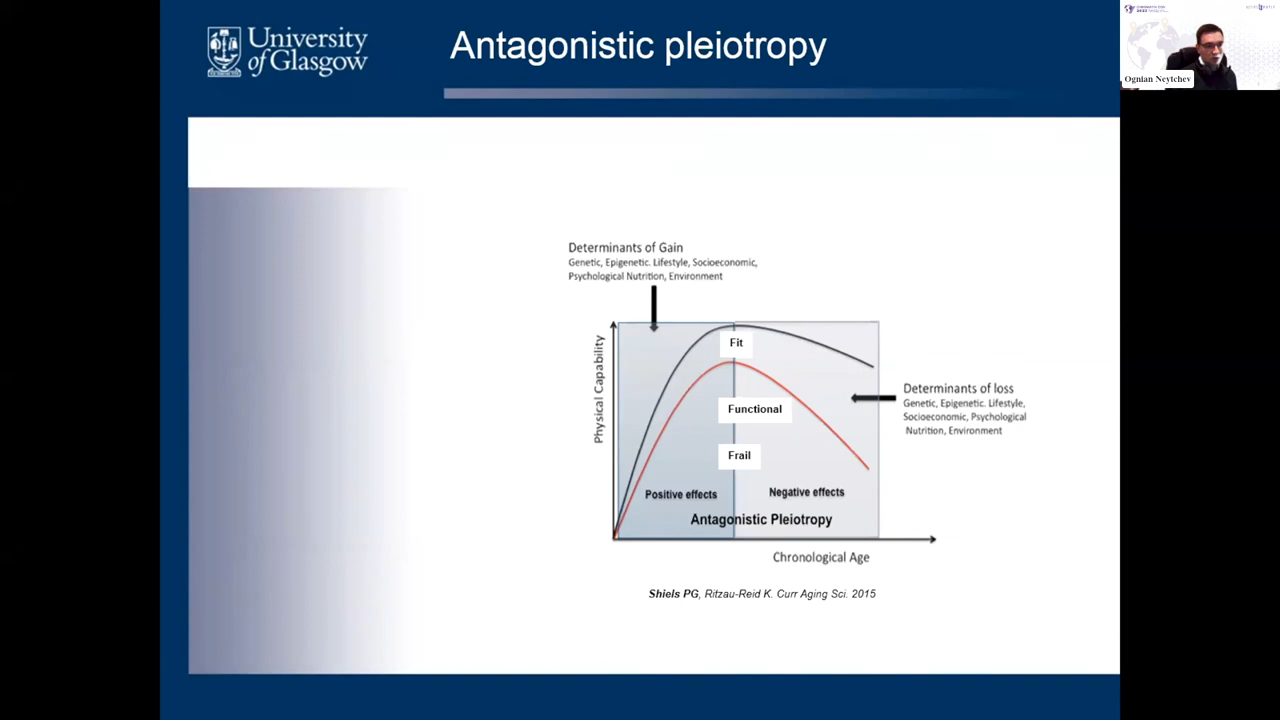 University
of Glasgow
Antagonistic pleiotropy
Ognian Neytchev
Determinants of Gain
Genetic, Epigenetic. Lifestyle, Socioeconomic,
Psychological Nutrition, Environment
Physical Capability
Fit
Functional
Frail
Determinants of loss
Genetic, Epigenetic. Lifestyle,
Socioeconomic, Psychological
Nutrition, Environment
Positive effects
Negative effects
Antagonistic Pleiotropy
Chronological Age
Shiels PG, Ritzau-Reid K. Curr Aging Sci. 2015